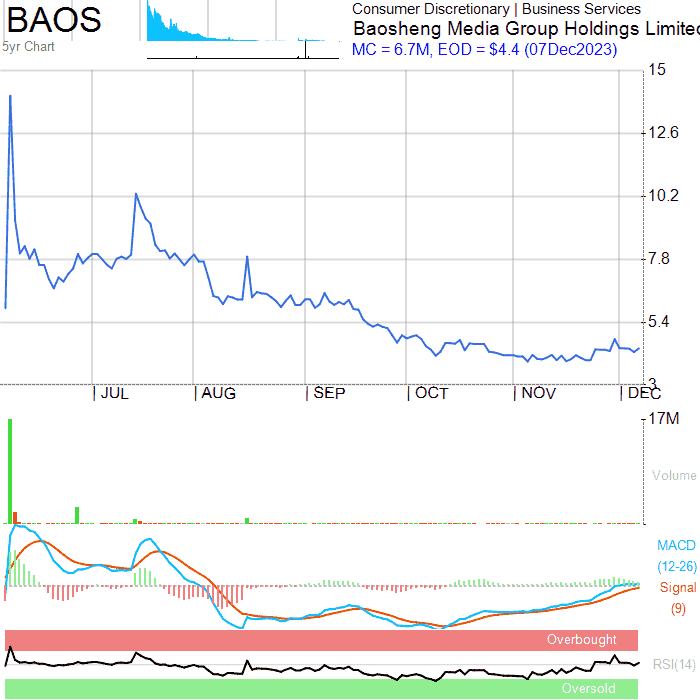 BAOS
5yr Chart
Consumer Discretionary | Business Services
Baosheng Media Group Holdings Limited
MC = 6.7M, EOD = $4.4 (07Dec2023)
15
12.6
10.2
7.8
5.4
3
JUL
AUG
SEP
OCT
NOV
DEC
17M
Volume
MACD
(12-26)
Signal
(9)
Overbought
RSI(14)
Oversold